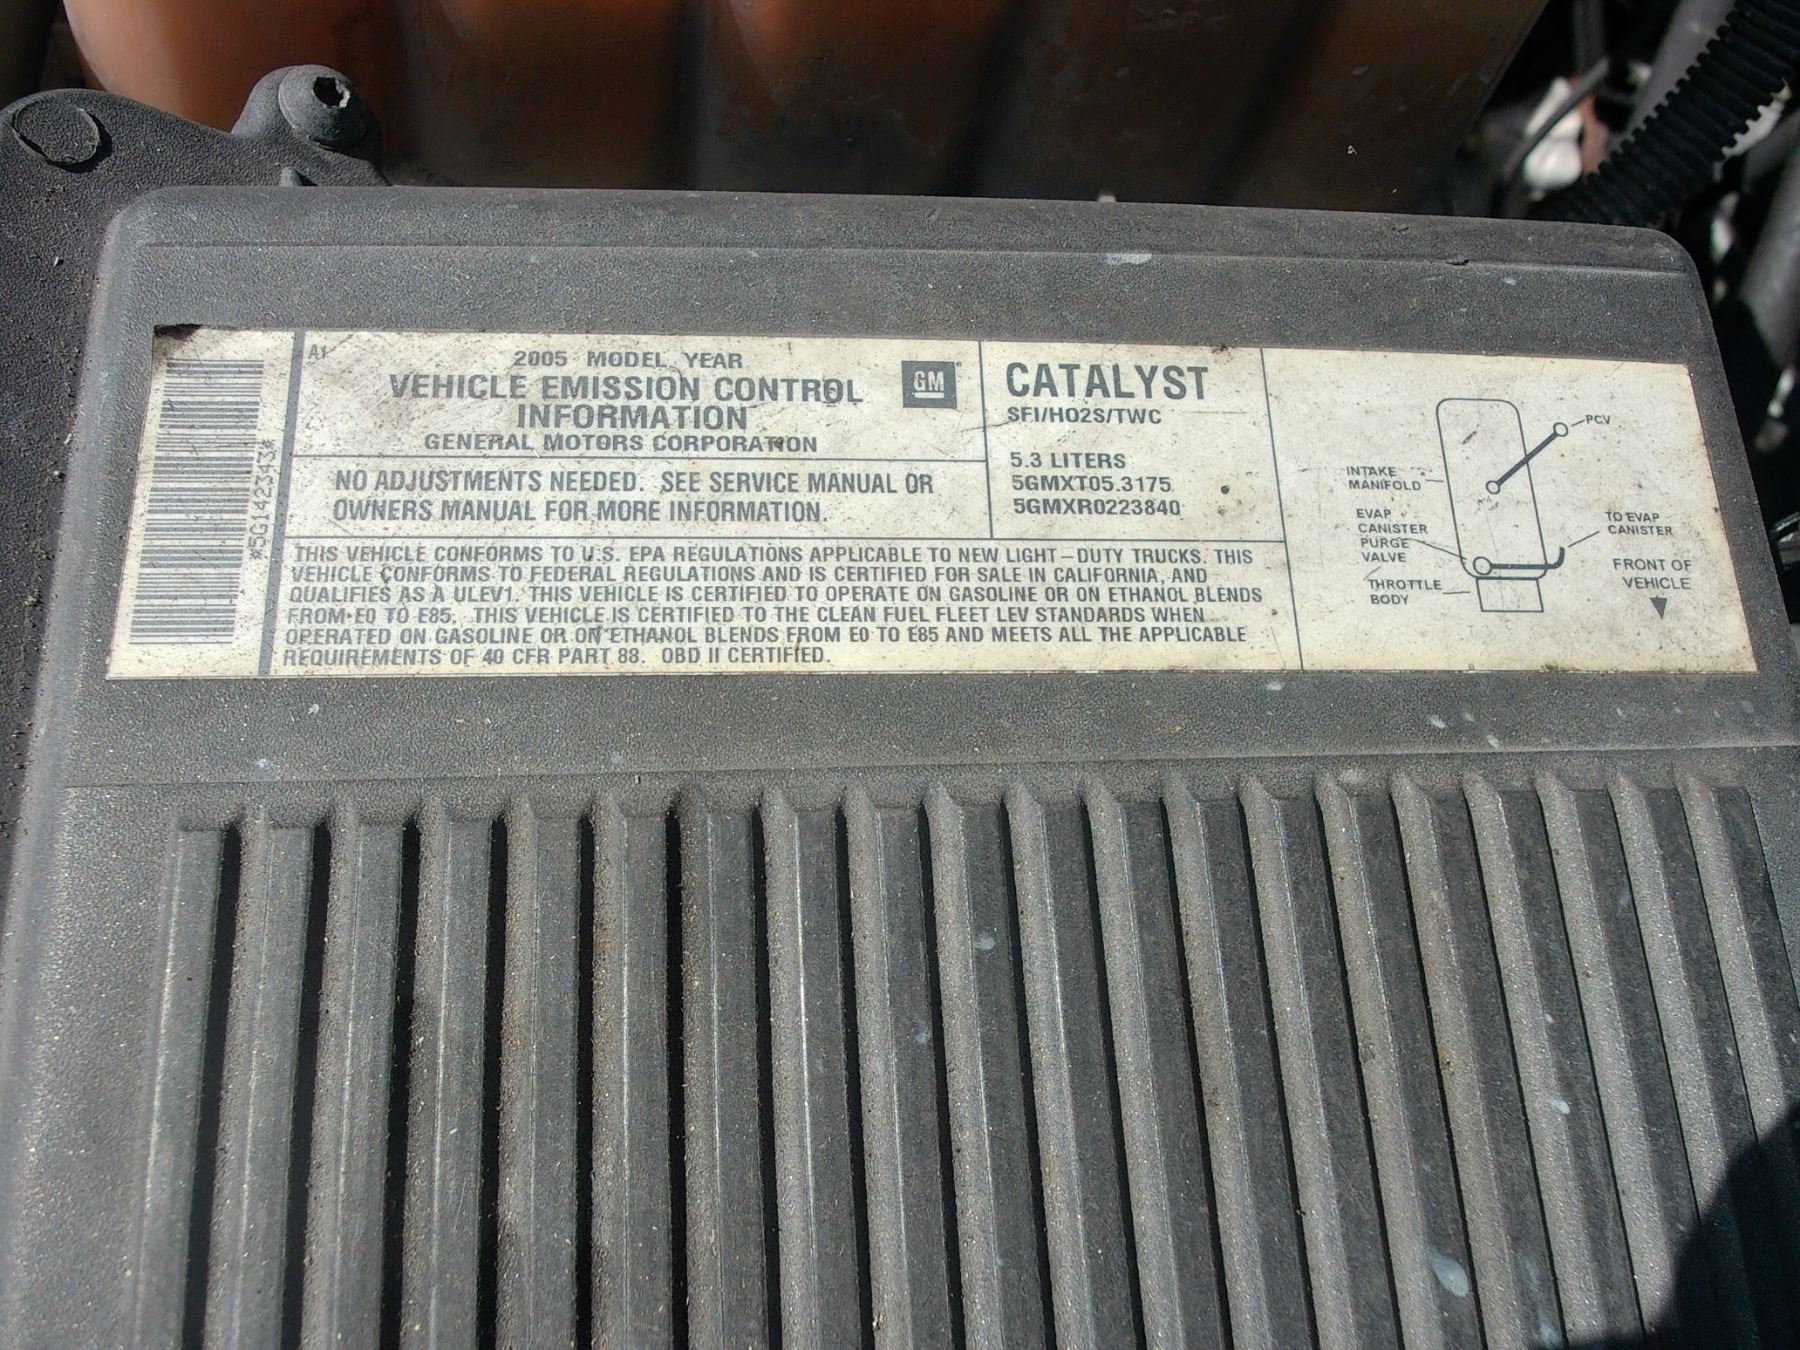 *5G142343*
A1
2005 MODEL YEAR
VEHICLE EMISSION CONTROL
INFORMATION
GENERAL MOTORS CORPORATION
GM
NO ADJUSTMENTS NEEDED. SEE SERVICE MANUAL OR
OWNERS MANUAL FOR MORE INFORMATION.
CATALYST
SFI/HO2S/TWC
5.3 LITERS
5GMXT05.3175
5GMXR0223840
THIS VEHICLE CONFORMS TO U.S. EPA REGULATIONS APPLICABLE TO NEW LIGHT-DUTY TRUCKS. THIS
VEHICLE CONFORMS TO FEDERAL REGULATIONS AND IS CERTIFIED FOR SALE IN CALIFORNIA, AND
QUALIFIES AS A ULEV1. THIS VEHICLE IS CERTIFIED TO OPERATE ON GASOLINE OR ON ETHANOL BLENDS
FROM E0 TO E85. THIS VEHICLE IS CERTIFIED TO THE CLEAN FUEL FLEET LEV STANDARDS WHEN
OPERATED ON GASOLINE OR ON ETHANOL BLENDS FROM E0 TO E85 AND MEETS ALL THE APPLICABLE
REQUIREMENTS OF 40 CFR PART 88. OBD II CERTIFIED.
PCV
INTAKE
MANIFOLD
EVAP
CANISTER
PURGE
VALVE
THROTTLE
BODY
TO EVAP
CANISTER
FRONT OF
VEHICLE